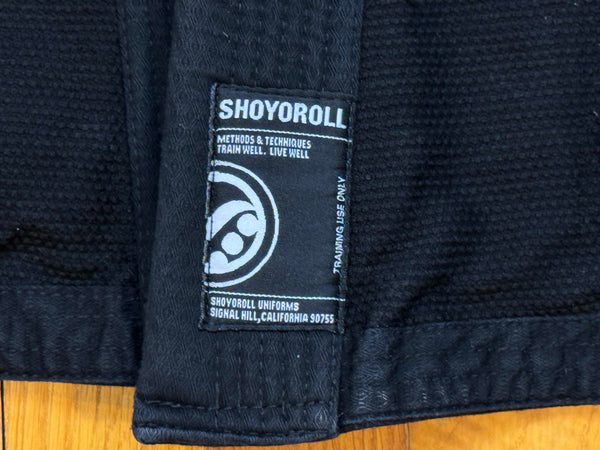 SHOYOROLL
METHODS & TECHNIQUES
TRAIN WELL. LIVE WELL
TRAINING USE ONLY
SHOYOROLL UNIFORMS
SIGNAL HILL,CALIFORNIA 90755